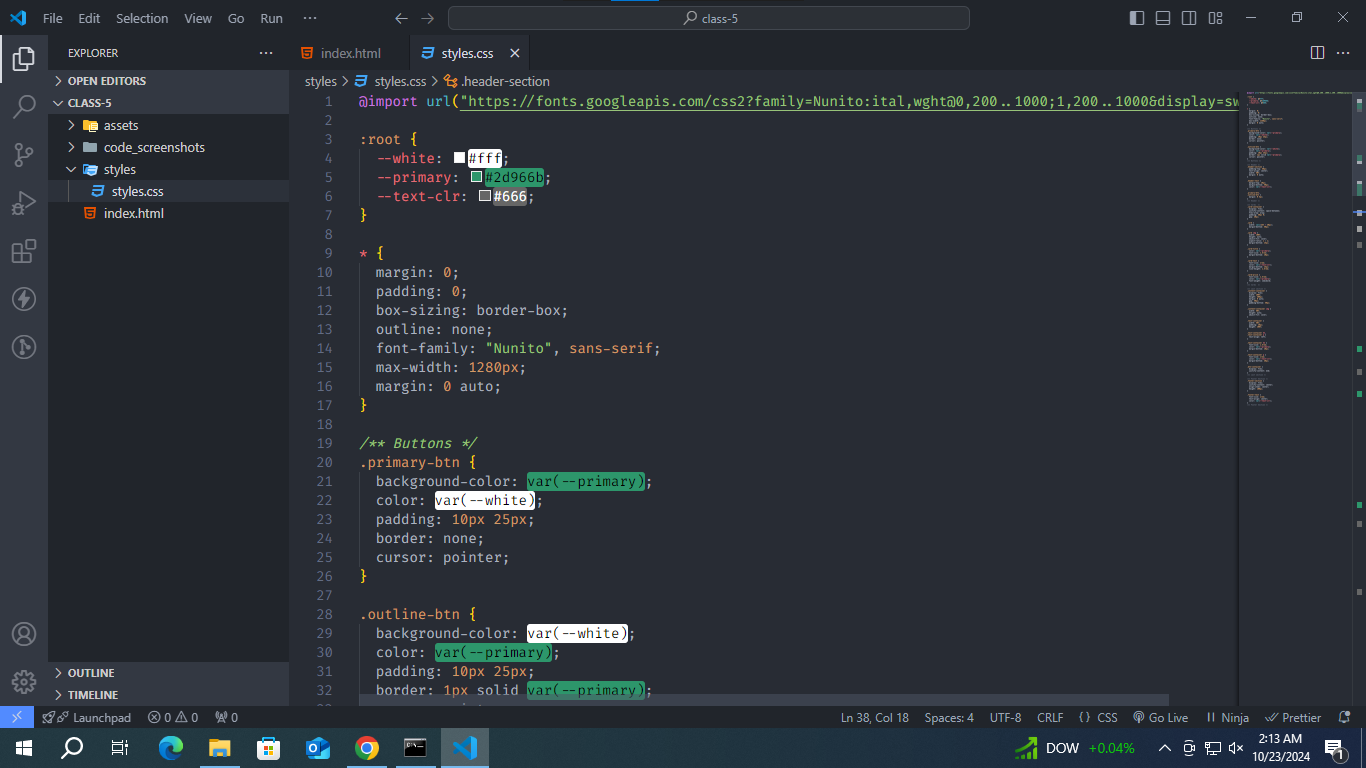 File Edit Selection View Go Run ···
class-5
EXPLORER ···
OPEN EDITORS
CLASS-5
assets
code_screenshots
styles
styles.css
index.html
OUTLINE
TIMELINE
index.html styles.css
styles > styles.css > .header-section
1 @import url("https://fonts.googleapis.com/css2?family=Nunito:ital,wght@0,200..1000;1,200..1000&display=sw
2
3 :root {
4 --white: #fff;
5 --primary: #2d966b;
6 --text-clr: #666;
7 }
8
9 * {
10 margin: 0;
11 padding: 0;
12 box-sizing: border-box;
13 outline: none;
14 font-family: "Nunito", sans-serif;
15 max-width: 1280px;
16 margin: 0 auto;
17 }
18
19 /** Buttons */
20 .primary-btn {
21 background-color: var(--primary);
22 color: var(--white);
23 padding: 10px 25px;
24 border: none;
25 cursor: pointer;
26 }
27
28 .outline-btn {
29 background-color: var(--white);
30 color: var(--primary);
31 padding: 10px 25px;
32 border: 1px solid var(--primary);
Launchpad 0 0 0 Ln 38, Col 18 Spaces: 4 UTF-8 CRLF {} CSS Go Live Ninja Prettier
DOW +0.04% 2:13 AM
10/23/2024 1